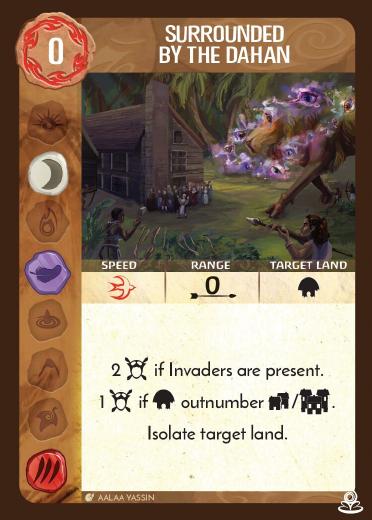 0
SURROUNDED
BY THE DAHAN
SPEED RANGE TARGET LAND
0
2 if Invaders are present.
1 if outnumber / .
Isolate target land.
AALAA YASSIN